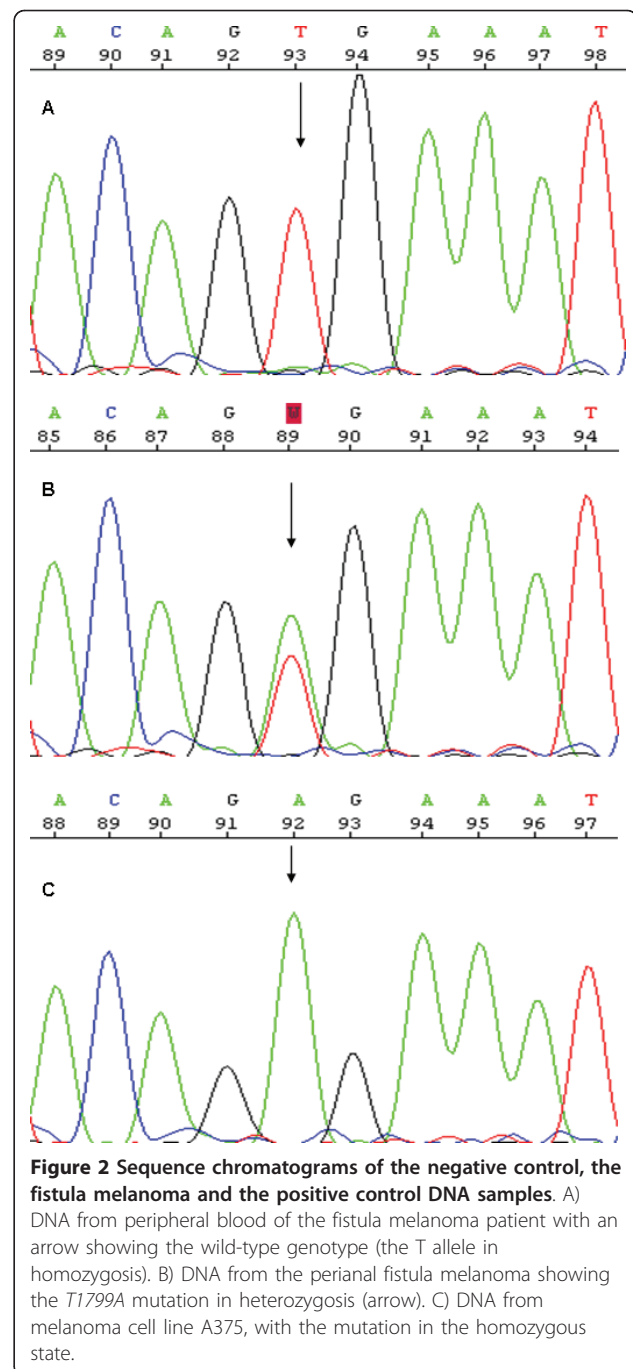 A C A G T G A A A T
89 90 91 92 93 94 95 96 97 98
A
A C A G W G A A A T
85 86 87 88 89 90 91 92 93 94
B
A C A G A G A A A T
88 89 90 91 92 93 94 95 96 97
C
Figure 2 Sequence chromatograms of the negative control, the
fistula melanoma and the positive control DNA samples. A)
DNA from peripheral blood of the fistula melanoma patient with an
arrow showing the wild-type genotype (the T allele in
homozygosis). B) DNA from the perianal fistula melanoma showing
the T1799A mutation in heterozygosis (arrow). C) DNA from
melanoma cell line A375, with the mutation in the homozygous
state.